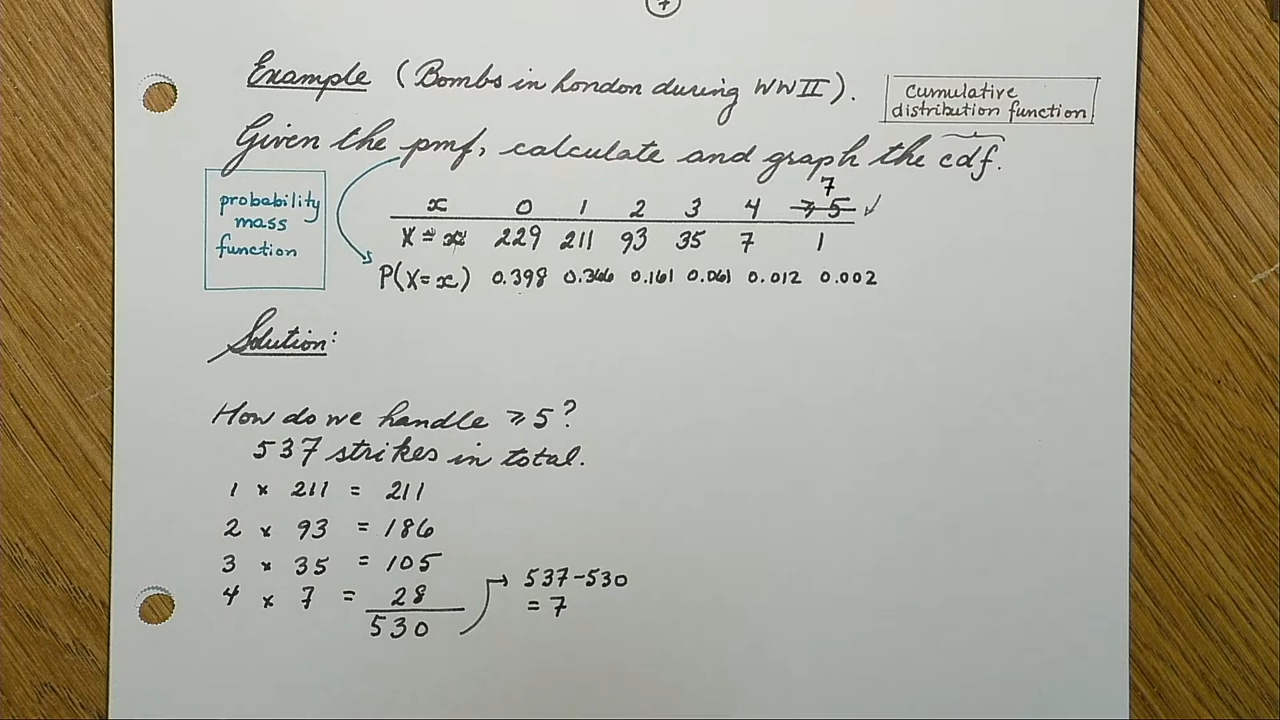 7
Example (Bombs in London during WWII).
cumulative
distribution function
Given the pmf, calculate and graph the cdf.
probability
mass
function
7
x 0 1 2 3 4 ≥ 5 ✓
X = x 229 211 93 35 7 1
P(X=x) 0.398 0.366 0.161 0.061 0.012 0.002
Solution:
How do we handle ≥ 5?
537 strikes in total.
1 × 211 = 211
2 × 93 = 186
3 × 35 = 105
4 × 7 = 28
530
537-530
= 7